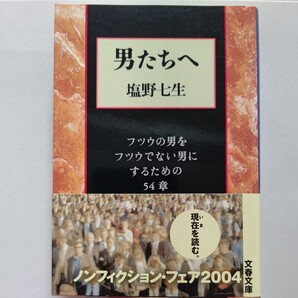 男たちへ
塩野七生
フツウの男を
フツウでない男に
するための
54章
現在を読む。
いま
ノンフィクション・フェア2004
文春文庫